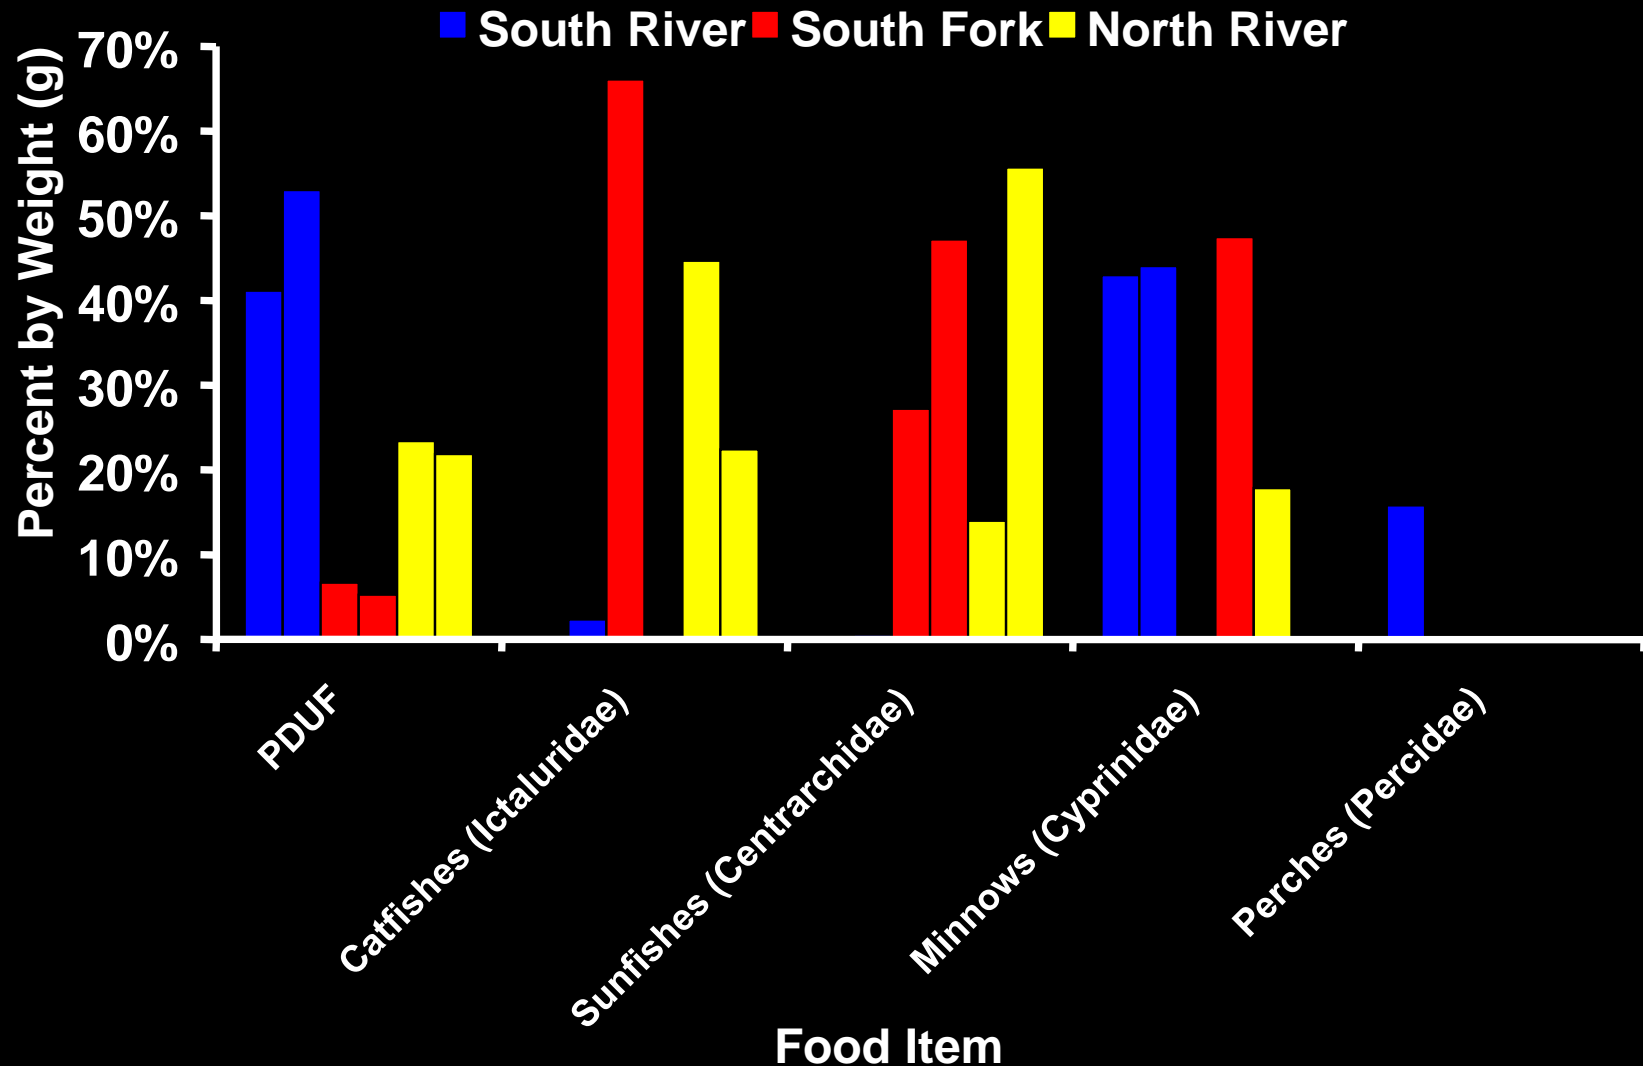 South River South Fork North River
Percent by Weight (g)
70%
60%
50%
40%
30%
20%
10%
0%
PDUF
Catfishes (Ictaluridae)
Sunfishes (Centrarchidae)
Minnows (Cyprinidae)
Perches (Percidae)
Food Item